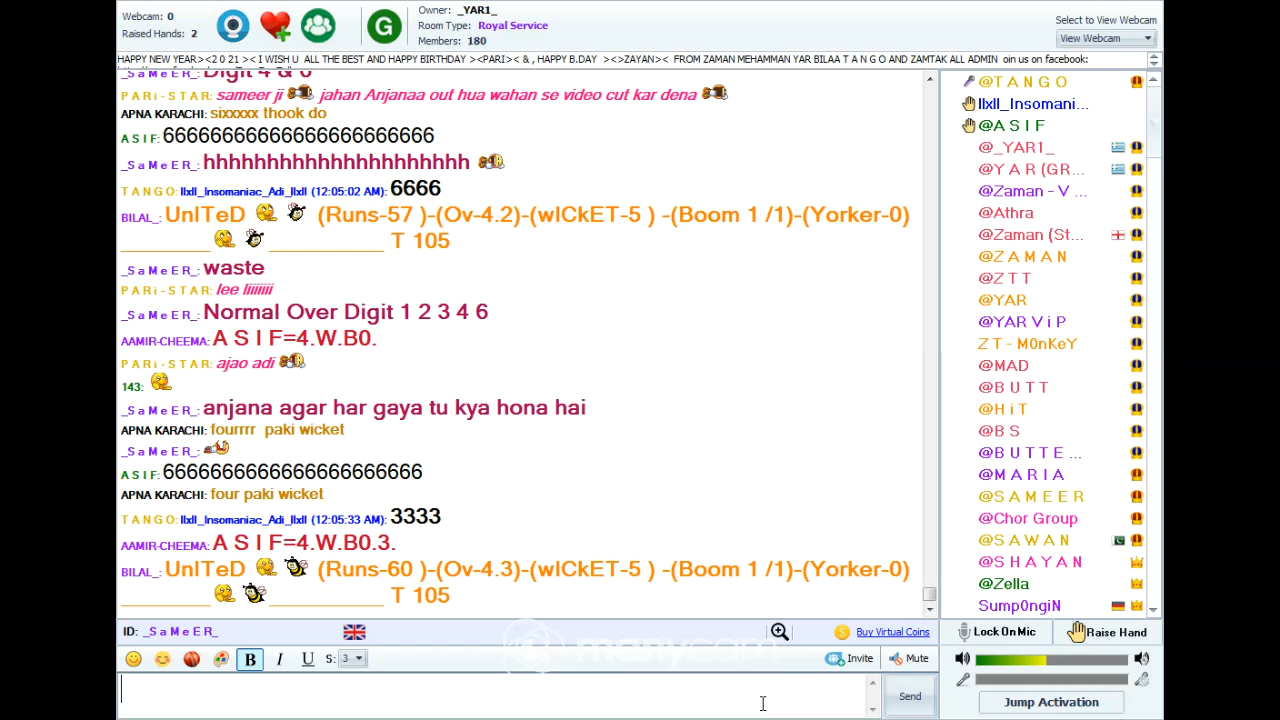 Webcam: 0
Raised Hands: 2
G
Owner: _YAR1_
Room Type: Royal Service
Members: 180
Select to View Webcam
View Webcam
HAPPY NEW YEAR><2 0 21 >< I WISH U ALL THE BEST AND HAPPY BIRTHDAY ><PARI>< & , HAPPY B.DAY <>ZAYAN>< FROM ZAMAN MEHAMMAN YAR BILAA T A N G O AND ZAMTAK ALL ADMIN oin us on facebook:
_S a M e E R_: Digit 4 & 6
P A R i - S T A R: sameer ji jahan Anjanaa out hua wahan se video cut kar dena
APNA KARACHI: sixxxxx thook do
A S I F: 6666666666666666666666
_S a M e E R_: hhhhhhhhhhhhhhhhhhhhh
T A N G O: IIxII_Insomaniac_Adi_IIxII (12:05:02 AM): 6666
BILAL_: UnITeD (Runs-57 )-(Ov-4.2)-(wICkET-5 ) -(Boom 1 /1)-(Yorker-0)
T 105
_S a M e E R_: waste
P A R i - S T A R: lee liiiiiii
_S a M e E R_: Normal Over Digit 1 2 3 4 6
AAMIR-CHEEMA: A S I F=4.W.B0.
P A R i - S T A R: ajao adi
143:
_S a M e E R_: anjana agar har gaya tu kya hona hai
APNA KARACHI: fourrrr paki wicket
_S a M e E R_:
A S I F: 666666666666666666666
APNA KARACHI: four paki wicket
T A N G O: IIxII_Insomaniac_Adi_IIxII (12:05:33 AM): 3333
AAMIR-CHEEMA: A S I F=4.W.B0.3.
BILAL_: UnITeD (Runs-60 )-(Ov-4.3)-(wICkET-5 ) -(Boom 1 /1)-(Yorker-0)
T 105
@T A N G O
IIxII_Insomani...
@A S I F
@_YAR1_
@Y A R (GR...
@Zaman - V ...
@Athra
@Zaman (St...
@Z A M A N
@Z T T
@YAR
@YAR V i P
Z T - M0nKeY
@MAD
@B U T T
@H i T
@B S
@B U T T E ...
@M A R I A
@S A M E E R
@Chor Group
@S A W A N
@S H A Y A N
@Zella
Sump0ngiN
ID: _S a M e E R_
Buy Virtual Coins
Lock On Mic
Raise Hand
B I U S: 3
Invite
Mute
manycam
Send
Jump Activation